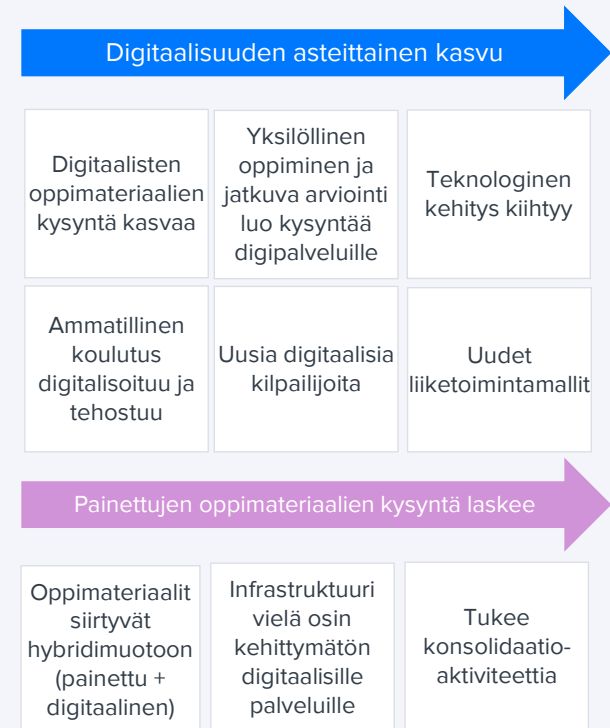 Digitaalisuuden asteittainen kasvu
Digitaalisten
oppimateriaalien
kysyntä kasvaa
Yksilöllinen
oppiminen ja
jatkuva arviointi
luo kysyntää
digipalveluille
Teknologinen
kehitys kiihtyy
Ammatillinen
koulutus
digitalisoituu ja
tehostuu
Uusia digitaalisia
kilpailijoita
Uudet
liiketoimintamallit
Painettujen oppimateriaalien kysyntä laskee
Oppimateriaalit
siirtyvät
hybridimuotoon
(painettu +
digitaalinen)
Infrastruktuuri
vielä osin
kehittymätön
digitaalisille
palveluille
Tukee
konsolidaatio-
aktiviteettia